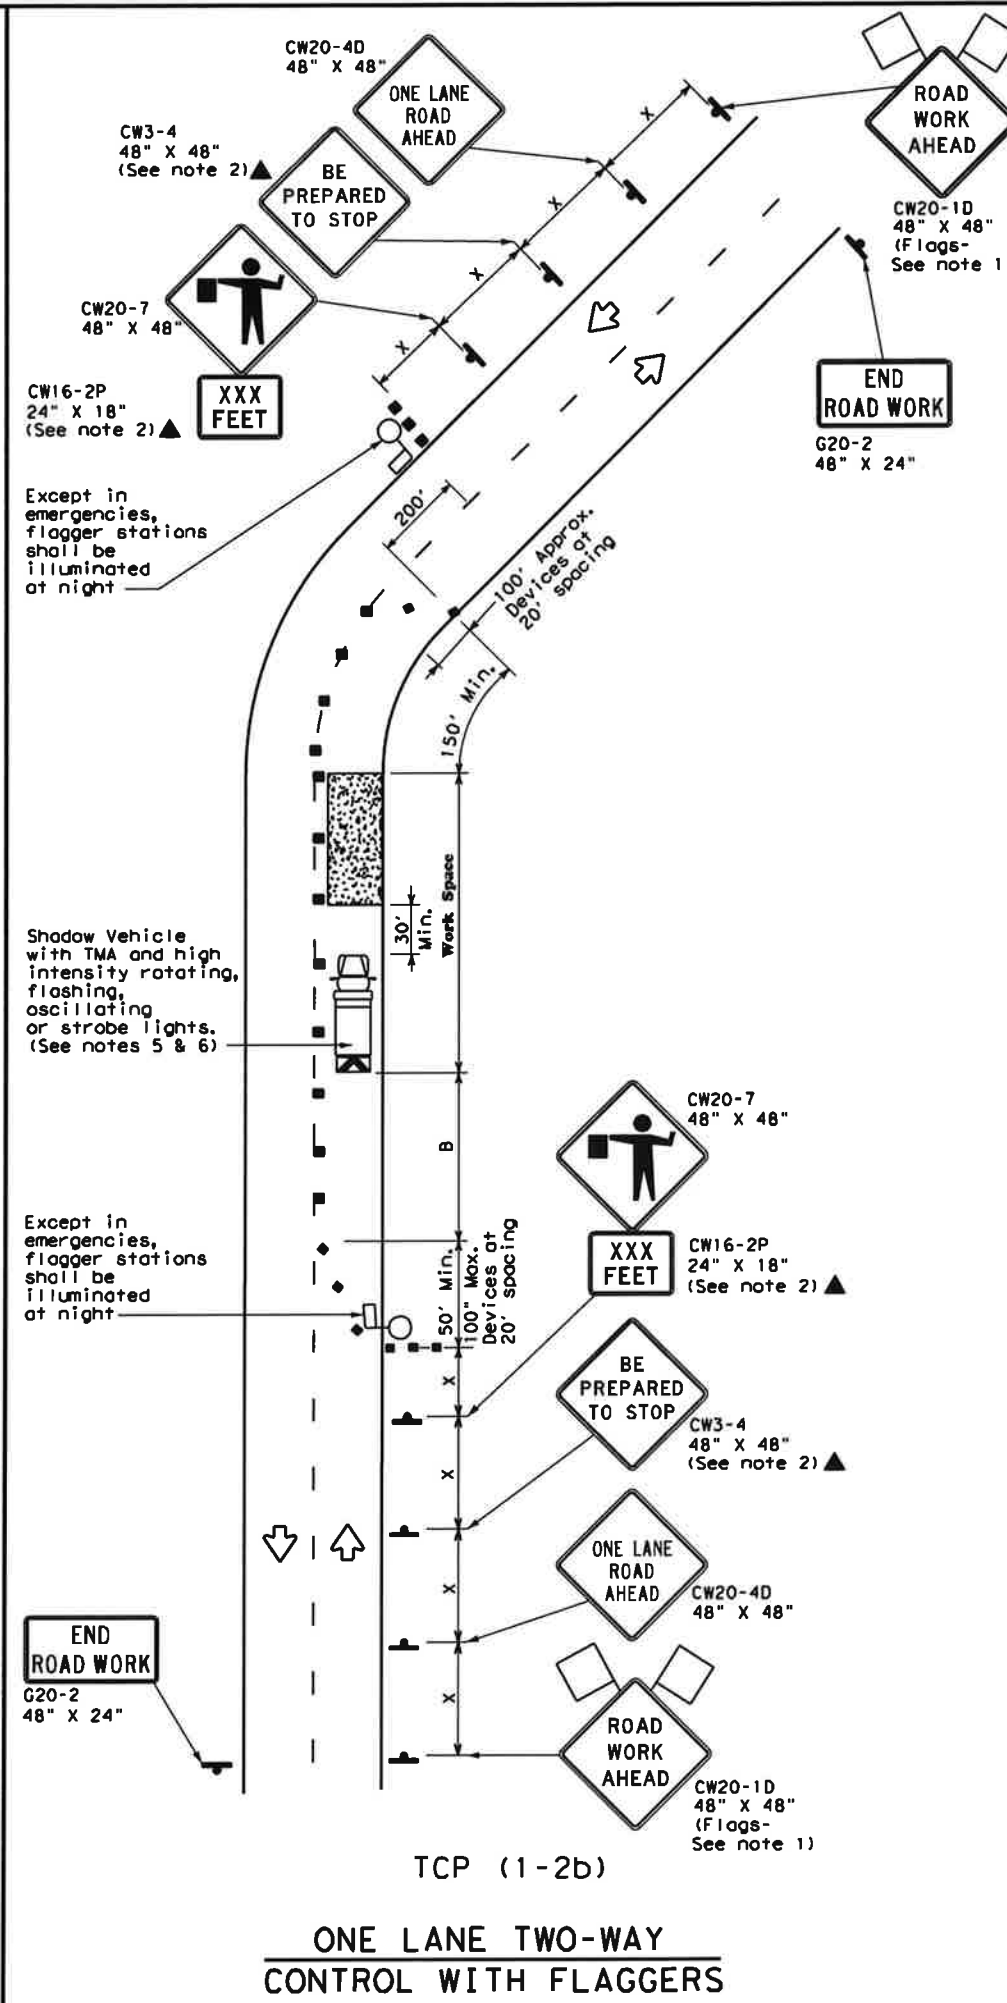 CW20-4D
48" X 48"
ONE LANE
ROAD
AHEAD
ROAD
WORK
AHEAD
CW20-1D
48" X 48"
(Flags-
See note 1
CW3-4
48" X 48"
(See note 2)▲
BE
PREPARED
TO STOP
X
X
X
X
CW20-7
48" X 48"
CW16-2P
24" X 18"
(See note 2)▲
XXX
FEET
END
ROAD WORK
G20-2
48" X 24"
Except in
emergencies,
flagger stations
shall be
illuminated
at night
200'
100' Approx.
Devices at
20' spacing
150' Min.
Work Space
30'
Min.
Shadow Vehicle
with TMA and high
intensity rotating,
flashing,
oscillating
or strobe lights.
(See notes 5 & 6)
B
CW20-7
48" X 48"
XXX
FEET
CW16-2P
24" X 18"
(See note 2)▲
Except in
emergencies,
flagger stations
shall be
illuminated
at night
50' Min.
100" Max.
Devices at
20' spacing
X
X
X
X
BE
PREPARED
TO STOP
CW3-4
48" X 48"
(See note 2)▲
ONE LANE
ROAD
AHEAD
CW20-4D
48" X 48"
END
ROAD WORK
G20-2
48" X 24"
ROAD
WORK
AHEAD
CW20-1D
48" X 48"
(Flags-
See note 1)
TCP (1-2b)
ONE LANE TWO-WAY
CONTROL WITH FLAGGERS